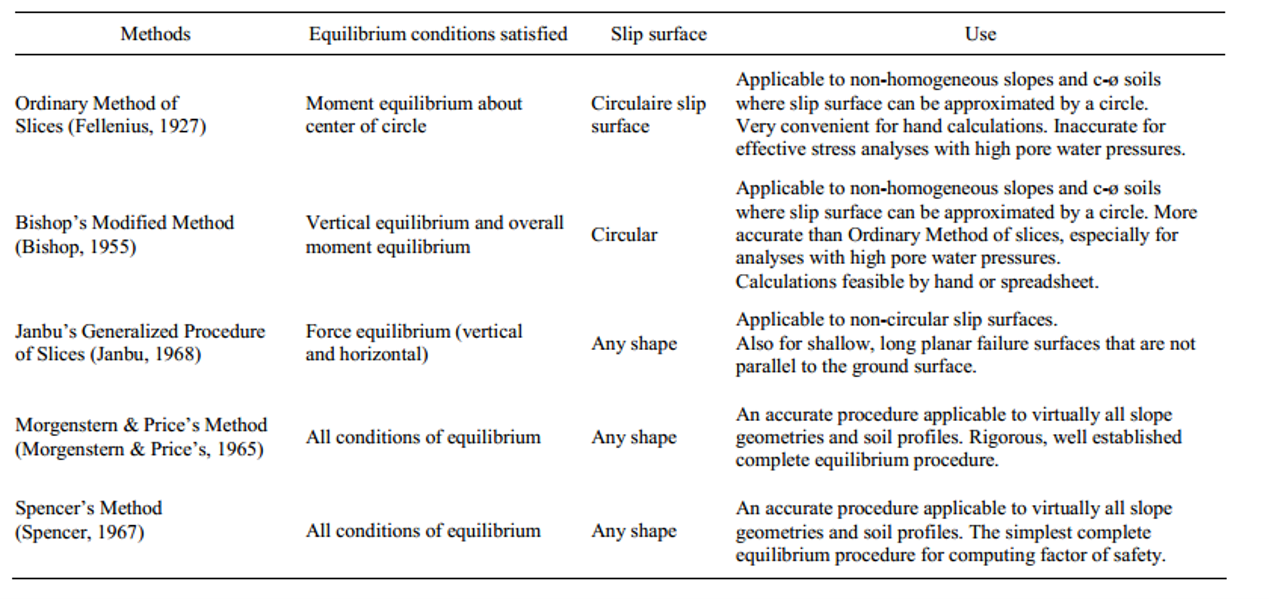 Methods Equilibrium conditions satisfied Slip surface Use
Ordinary Method of
Slices (Fellenius, 1927)
Moment equilibrium about
center of circle
Circulaire slip
surface
Applicable to non-homogeneous slopes and c-ø soils
where slip surface can be approximated by a circle.
Very convenient for hand calculations. Inaccurate for
effective stress analyses with high pore water pressures.
Bishop’s Modified Method
(Bishop, 1955)
Vertical equilibrium and overall
moment equilibrium
Circular
Applicable to non-homogeneous slopes and c-ø soils
where slip surface can be approximated by a circle. More
accurate than Ordinary Method of slices, especially for
analyses with high pore water pressures.
Calculations feasible by hand or spreadsheet.
Janbu’s Generalized Procedure
of Slices (Janbu, 1968)
Force equilibrium (vertical
and horizontal)
Any shape
Applicable to non-circular slip surfaces.
Also for shallow, long planar failure surfaces that are not
parallel to the ground surface.
Morgenstern & Price’s Method
(Morgenstern & Price’s, 1965)
All conditions of equilibrium
Any shape
An accurate procedure applicable to virtually all slope
geometries and soil profiles. Rigorous, well established
complete equilibrium procedure.
Spencer’s Method
(Spencer, 1967)
All conditions of equilibrium
Any shape
An accurate procedure applicable to virtually all slope
geometries and soil profiles. The simplest complete
equilibrium procedure for computing factor of safety.